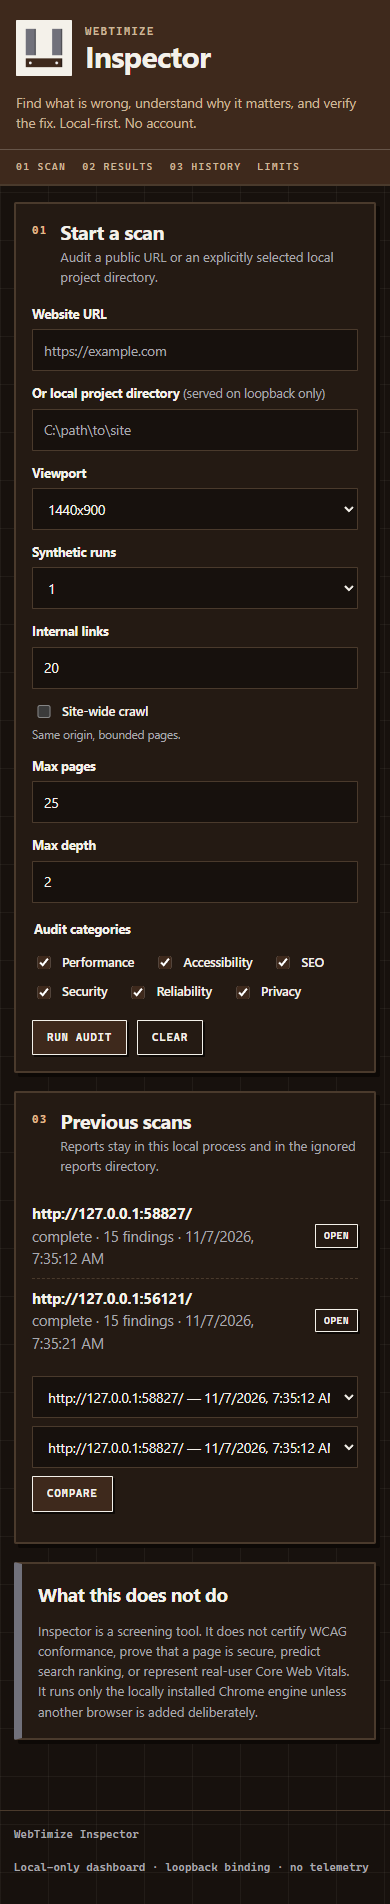 WEBTIMIZE
Inspector
Find what is wrong, understand why it matters, and verify
the fix. Local-first. No account.
01 SCAN 02 RESULTS 03 HISTORY LIMITS
01 Start a scan
Audit a public URL or an explicitly selected local
project directory.
Website URL
https://example.com
Or local project directory (served on loopback only)
C:\path\to\site
Viewport
1440x900
Synthetic runs
1
Internal links
20
Site-wide crawl
Same origin, bounded pages.
Max pages
25
Max depth
2
Audit categories
Performance Accessibility SEO
Security Reliability Privacy
RUN AUDIT CLEAR
03 Previous scans
Reports stay in this local process and in the ignored
reports directory.
http://127.0.0.1:58827/
complete · 15 findings · 11/7/2026,
7:35:12 AM
OPEN
http://127.0.0.1:56121/
complete · 15 findings · 11/7/2026,
7:35:21 AM
OPEN
http://127.0.0.1:58827/ — 11/7/2026, 7:35:12 AM
http://127.0.0.1:58827/ — 11/7/2026, 7:35:12 AM
COMPARE
What this does not do
Inspector is a screening tool. It does not certify WCAG
conformance, prove that a page is secure, predict
search ranking, or represent real-user Core Web Vitals.
It runs only the locally installed Chrome engine unless
another browser is added deliberately.
WebTimize Inspector
Local-only dashboard · loopback binding · no telemetry